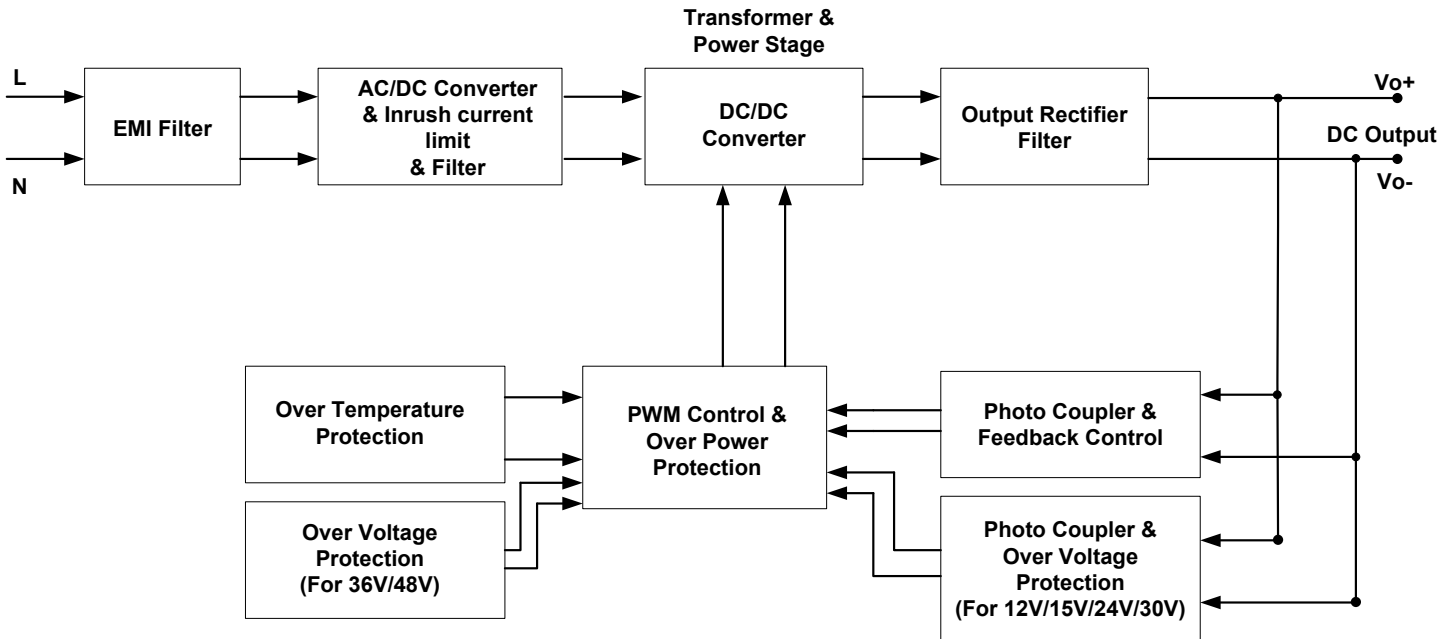 Transformer &
Power Stage
L
N
EMI Filter
AC/DC Converter
& Inrush current
limit
& Filter
DC/DC
Converter
Output Rectifier
Filter
Vo+
DC Output
Vo-
Over Temperature
Protection
PWM Control &
Over Power
Protection
Photo Coupler &
Feedback Control
Over Voltage
Protection
(For 36V/48V)
Photo Coupler &
Over Voltage
Protection
(For 12V/15V/24V/30V)